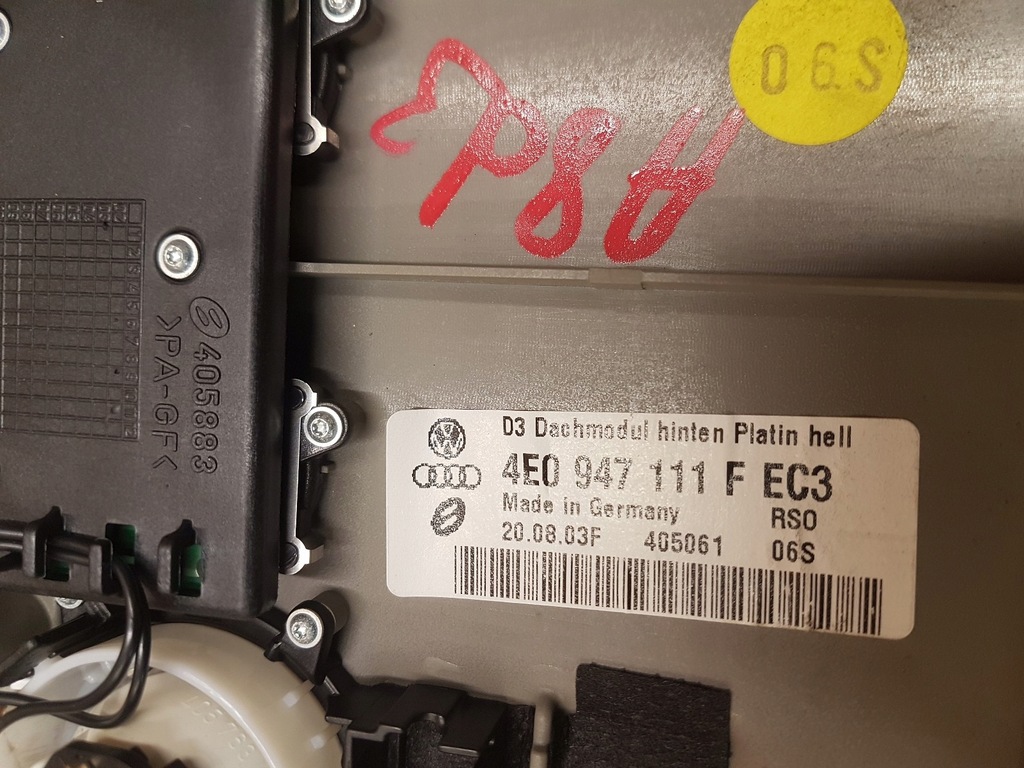 06S
405883
>PA-GF<
D3 Dachmodul hinten Platin hell
4E0 947 111 F EC3
Made in Germany
RSO
20.08.03F 405061 06S